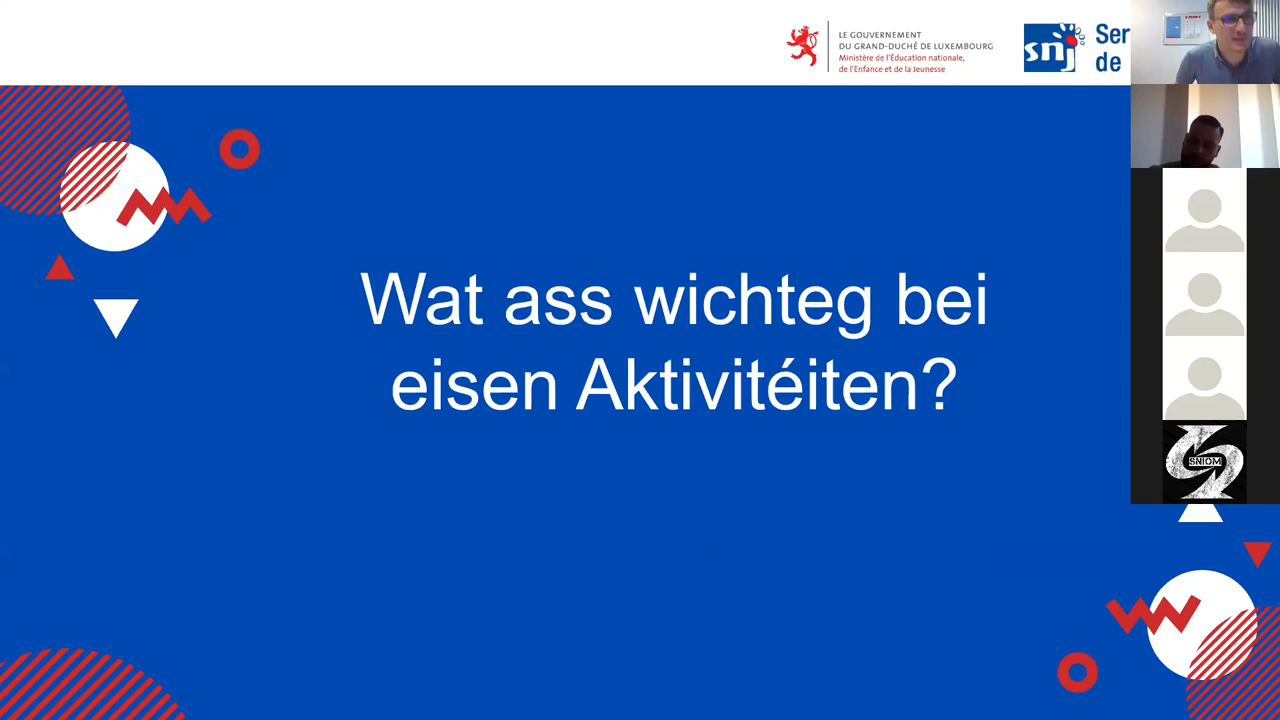 LE GOUVERNEMENT
DU GRAND-DUCHÉ DE LUXEMBOURG
Ministère de l'Éducation nationale,
de l'Enfance et de la Jeunesse
snj
Ser
de
Wat ass wichteg bei
eisen Aktivitéiten?
SNIOM